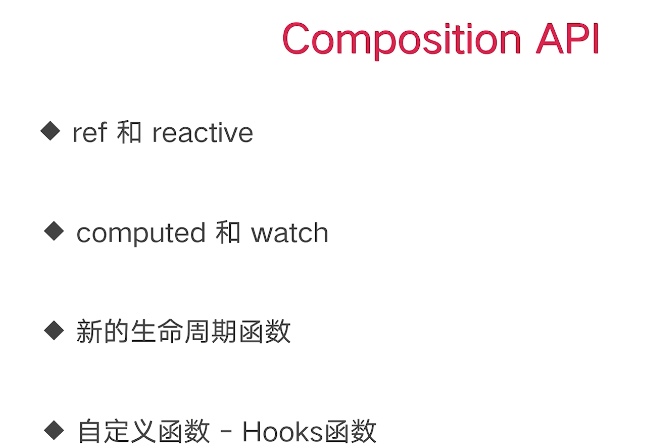 Composition API
◆ ref 和 reactive
◆ computed 和 watch
◆ 新的生命周期函数
◆ 自定义函数 - Hooks函数